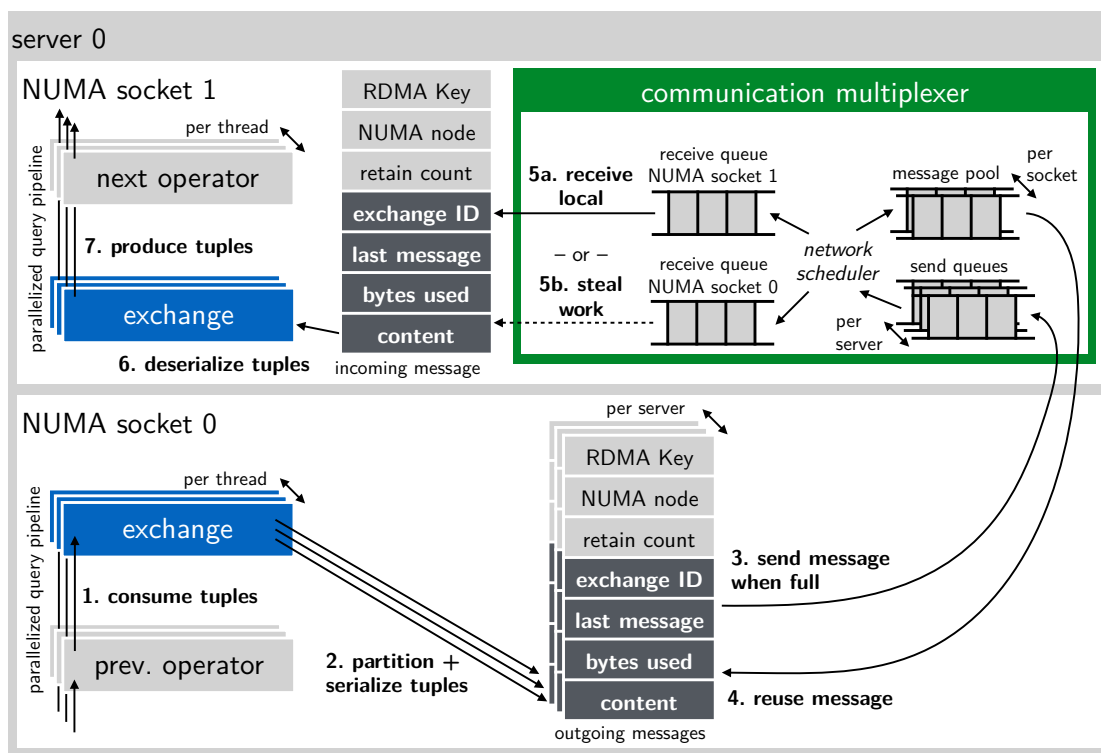 server 0
NUMA socket 1
per thread
parallelized query pipeline
next operator
7. produce tuples
exchange
6. deserialize tuples
RDMA Key
NUMA node
retain count
exchange ID
last message
bytes used
content
incoming message
communication multiplexer
5a. receive
local
– or –
5b. steal
work
receive queue
NUMA socket 1
receive queue
NUMA socket 0
network
scheduler
message pool
per
socket
send queues
per
server
NUMA socket 0
per thread
parallelized query pipeline
exchange
1. consume tuples
prev. operator
2. partition +
serialize tuples
per server
RDMA Key
NUMA node
retain count
exchange ID
last message
bytes used
content
outgoing messages
3. send message
when full
4. reuse message